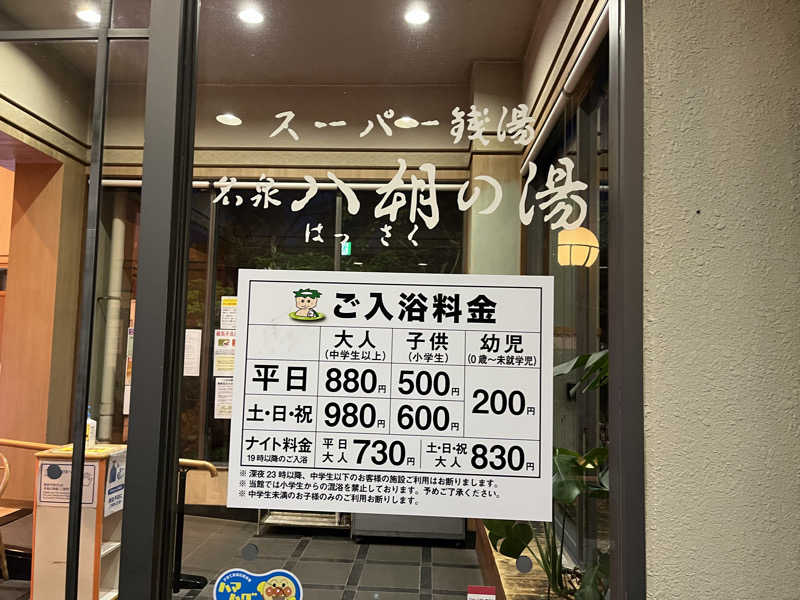 スーパー銭湯
名泉 八朔の湯
はっさく
ご入浴料金
大人 子供 幼児
(中学生以上) (小学生) (0歳〜未就学児)
平日 880円 500円 200円
土・日・祝 980円 600円
ナイト料金 平日大人 730円 土・日・祝大人 830円
19時以降のご入浴
※ 深夜23時以降、中学生以下のお客様の施設ご利用はお断りします。
※ 当館では小学生からの混浴を禁止しております。予めご了承ください。
※ 中学生未満のお子様のみのご利用お断りします。
ハマ
ハグ